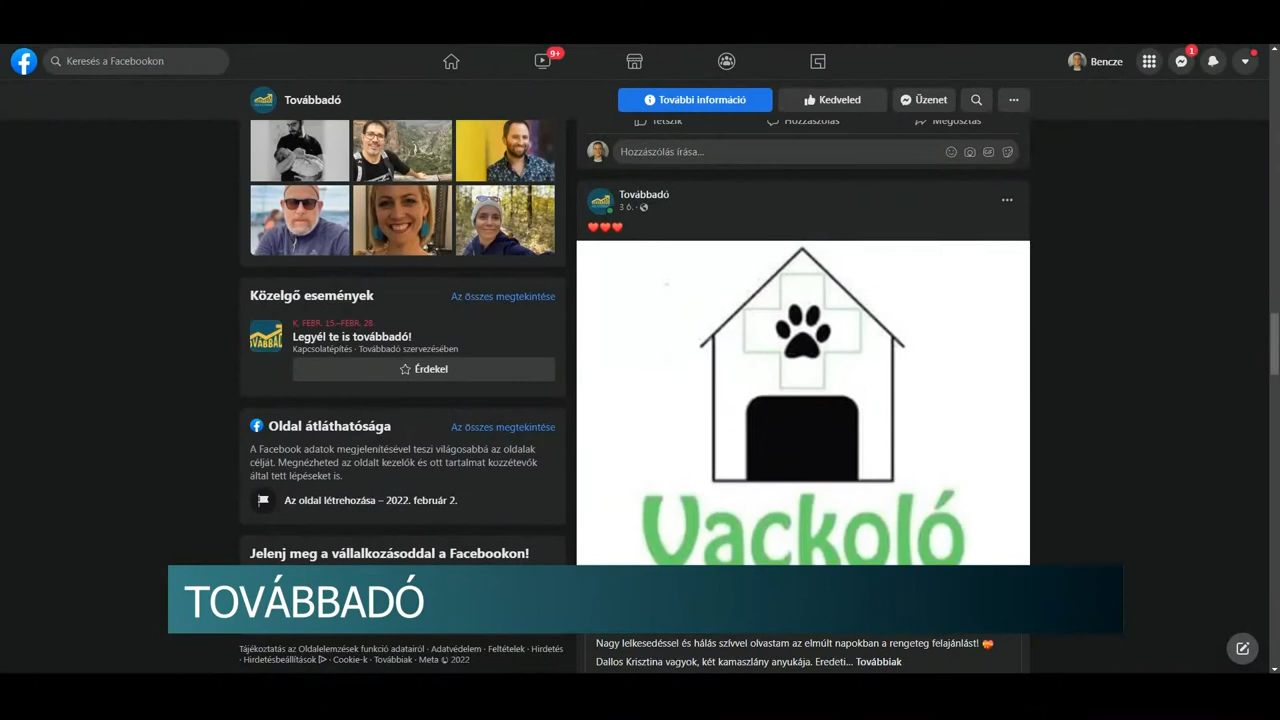 Keresés a Facebookon
9+
Bencze
1
Továbbadó
További információ
Kedveled
Üzenet
Tetszik
Hozzászólás
Megosztás
Hozzászólás írása...
Közelgő események
Az összes megtekintése
K, FEBR. 15.–FEBR. 28.
Legyél te is továbbadó!
Kapcsolatépítés · Továbbadó szervezésében
Érdekel
Oldal átláthatósága
Az összes megtekintése
A Facebook adatok megjelenítésével teszi világosabbá az oldalak
célját. Megnézheted az oldalt kezelők és ott tartalmat kozzétevők
által tett lépéseket is.
Az oldal létrehozása – 2022. február 2.
Jelenj meg a vállalkozásoddal a Facebookon!
Továbbadó
3 ó. ·
Vackoló
TOVÁBBADÓ
Tájékoztatás az Oldalelemzések funkció adatairól · Adatvédelem · Feltételek · Hirdetés
· Hirdetésbeállítások · Cookie-k · Továbbiak · Meta © 2022
Nagy lelkesedéssel és hálás szívvel olvastam az elmúlt napokban a rengeteg felajánlást!
Dallos Krisztina vagyok, két kamaszlány anyukája. Eredeti... Továbbiak